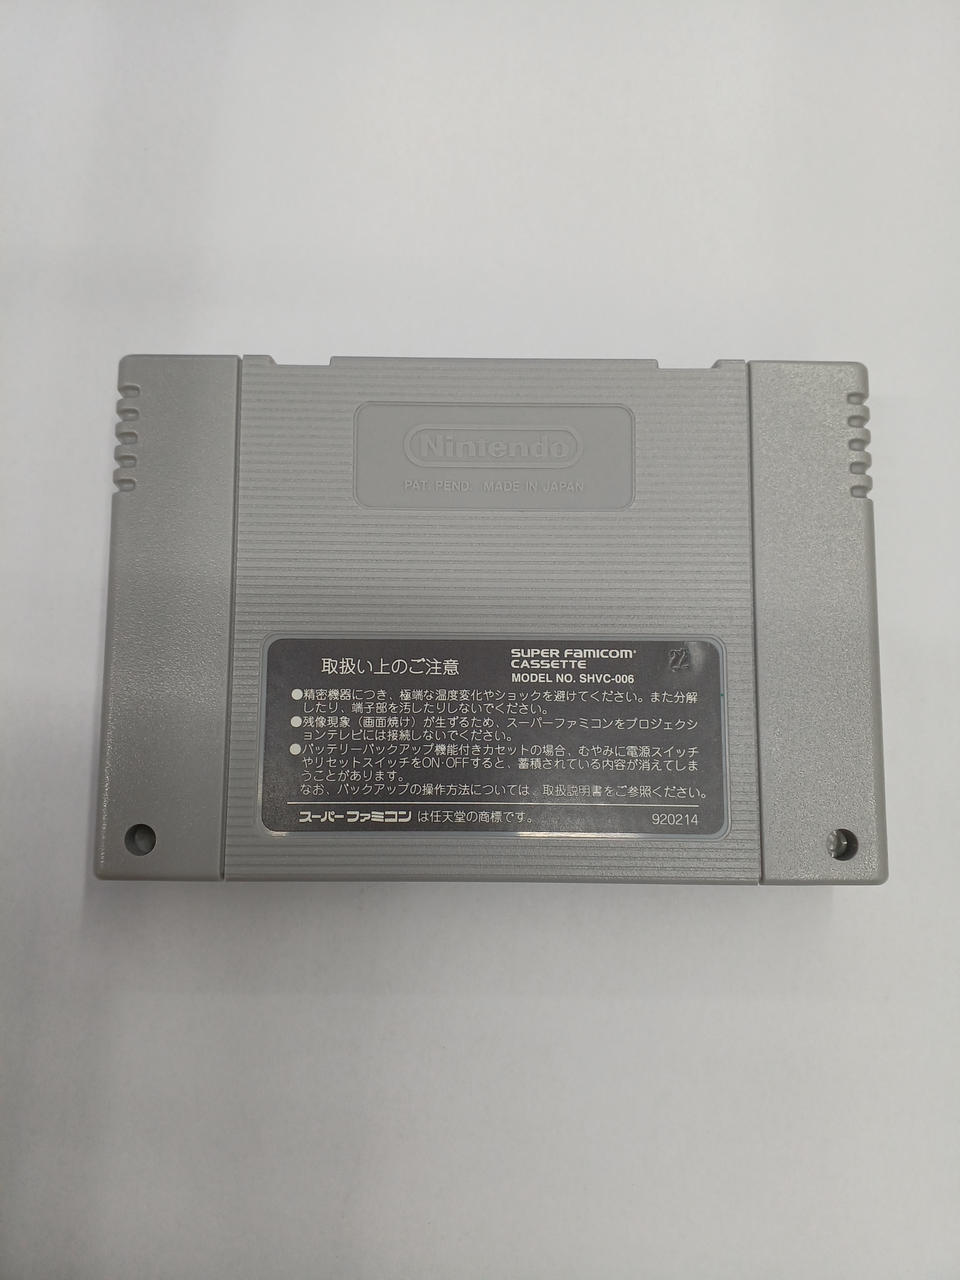 Nintendo
PAT. PEND. MADE IN JAPAN
取扱い上のご注意
SUPER FAMICOM
CASSETTE
MODEL NO. SHVC-006
22
●精密機器につき、極端な温度変化やショックを避けてください。また分解
したり、端子部を汚したりしないでください。
●残像現象（画面焼け）が生ずるため、スーパーファミコンをプロジェクシ
ョンテレビには接続しないでください。
●バッテリーバックアップ機能付きカセットの場合、むやみに電源スイッチ
やリセットスイッチをON・OFFすると、蓄積されている内容が消えてしま
うことがあります。
なお、バックアップの操作方法については、取扱説明書をご参照ください。
スーパーファミコン は任天堂の商標です。
920214